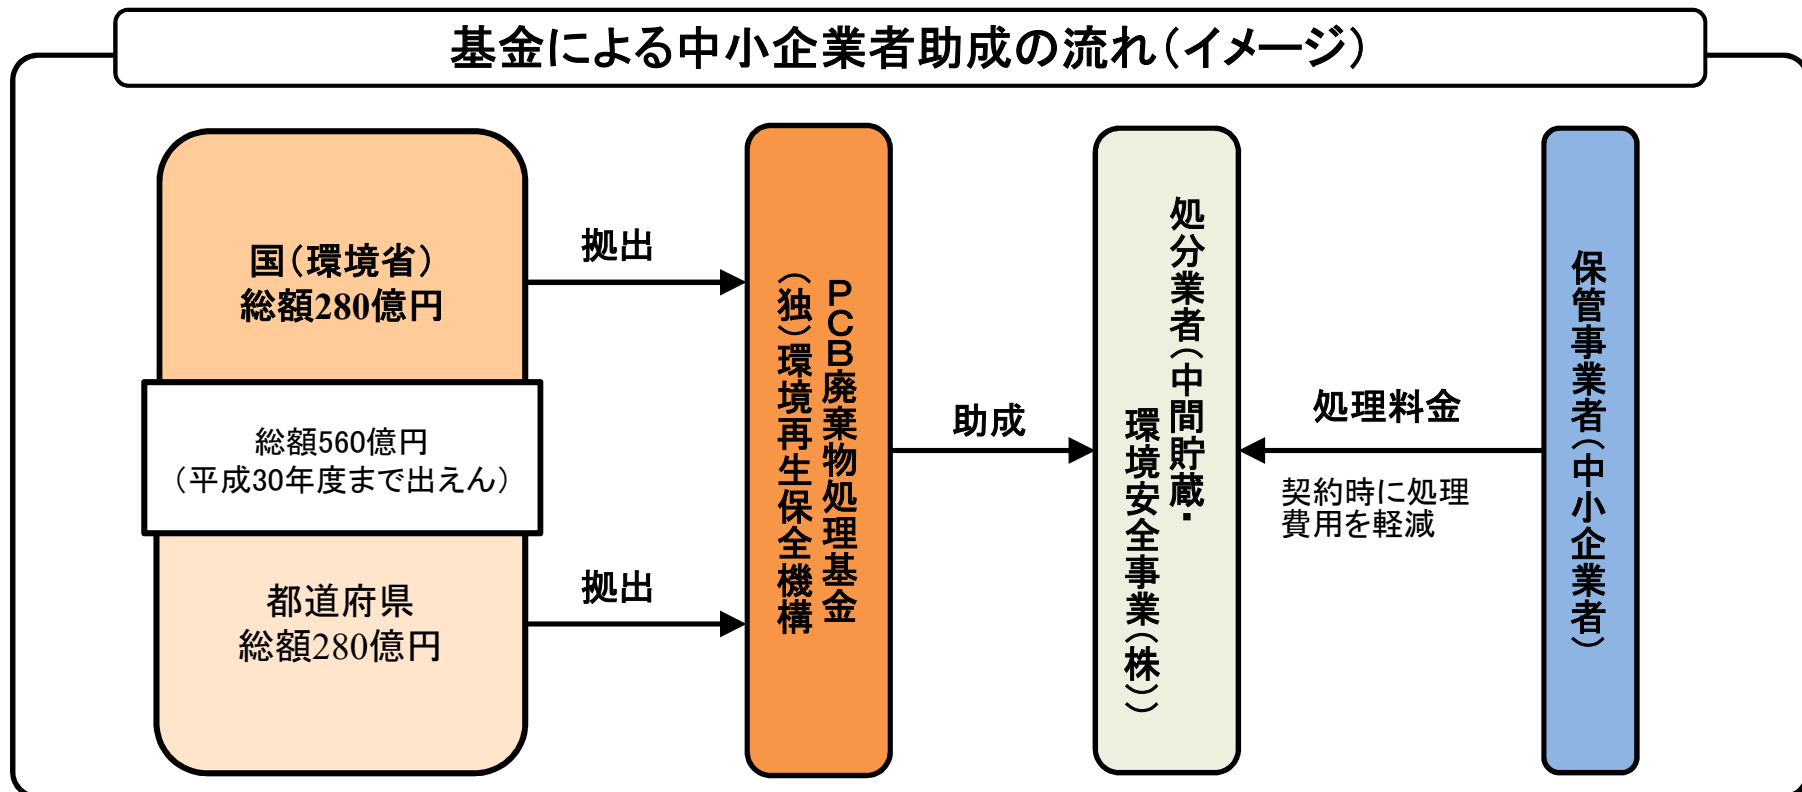 基金による中小企業者助成の流れ（イメージ）
国（環境省）
総額280億円
総額560億円
（平成30年度まで出えん）
都道府県
総額280億円
拠出
拠出
ＰＣＢ廃棄物処理基金
（独）環境再生保全機構
助成
処分業者（中間貯蔵・
環境安全事業（株））
処理料金
契約時に処理
費用を軽減
保管事業者（中小企業者）